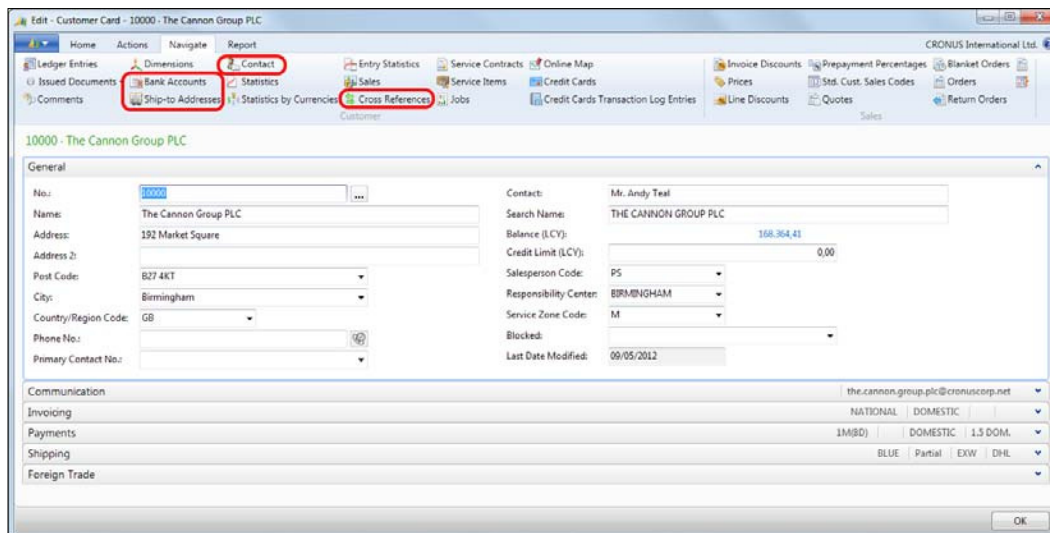 Edit - Customer Card - 10000 - The Cannon Group PLC
Home Actions Navigate Report CRONUS International Ltd.
Ledger Entries Dimensions Contact Entry Statistics Service Contracts Online Map Invoice Discounts Prepayment Percentages Blanket Orders
Issued Documents Bank Accounts Statistics Sales Service Items Credit Cards Prices Std. Cust. Sales Codes Orders
Comments Ship-to Addresses Statistics by Currencies Cross References Jobs Credit Cards Transaction Log Entries Line Discounts Quotes Return Orders
Customer Sales
10000 - The Cannon Group PLC
General
No.: 10000 ... Contact: Mr. Andy Teal
Name: The Cannon Group PLC Search Name: THE CANNON GROUP PLC
Address: 192 Market Square Balance (LCY): 168.364,41
Address 2: Credit Limit (LCY): 0,00
Post Code: B27 4KT Salesperson Code: PS
City: Birmingham Responsibility Center: BIRMINGHAM
Country/Region Code: GB Service Zone Code: M
Phone No.: Blocked:
Primary Contact No.: Last Date Modified: 09/05/2012
Communication the.cannon.group.plc@cronuscorp.net
Invoicing NATIONAL DOMESTIC
Payments 1M(8D) DOMESTIC 1.5 DOM.
Shipping BLUE Partial EXW DHL
Foreign Trade
OK